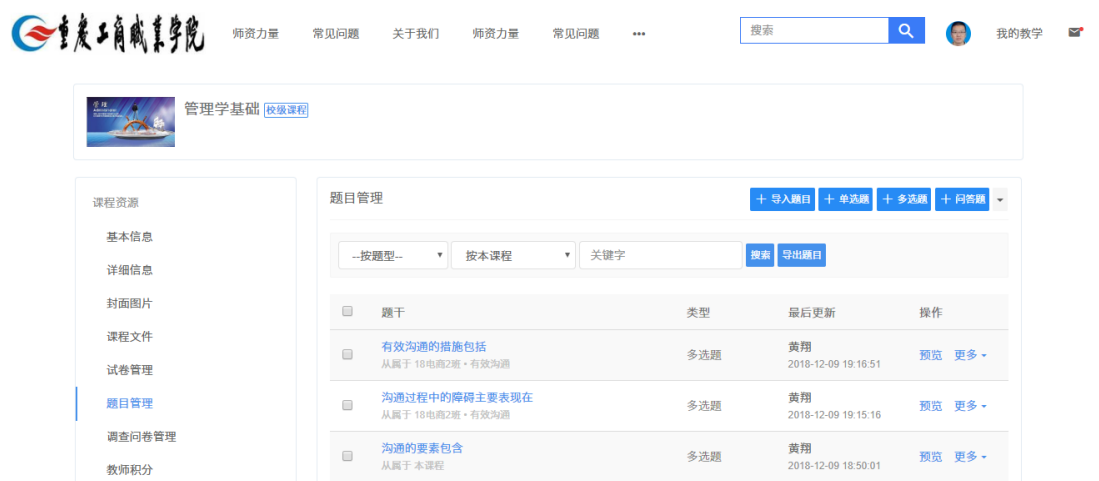 重庆工商职业学院
师资力量 常见问题 关于我们 师资力量 常见问题 ••• 搜索 我的教学
管理学基础 校级课程
课程资源
基本信息
详细信息
封面图片
课程文件
试卷管理
题目管理
调查问卷管理
教师积分
题目管理 + 导入题目 + 单选题 + 多选题 + 问答题
--按题型-- 按本课程 关键字 搜索 导出题目
题干 类型 最后更新 操作
有效沟通的措施包括 多选题 黄翔 预览 更多
从属于 18电商2班 • 有效沟通 2018-12-09 19:16:51
沟通过程中的障碍主要表现在 多选题 黄翔 预览 更多
从属于 18电商2班 • 有效沟通 2018-12-09 19:15:16
沟通的要素包含 多选题 黄翔 预览 更多
从属于 本课程 2018-12-09 18:50:01